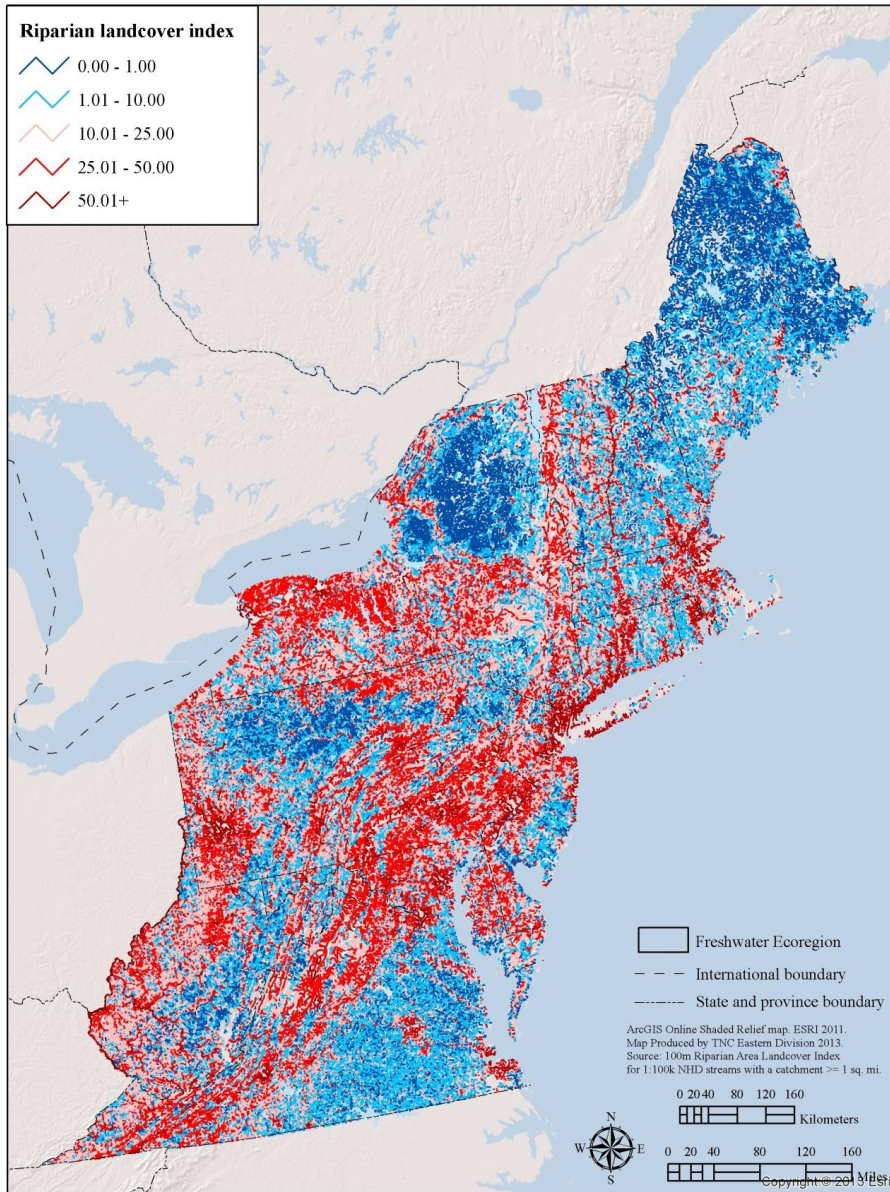 Riparian landcover index
0.00 - 1.00
1.01 - 10.00
10.01 - 25.00
25.01 - 50.00
50.01+
Freshwater Ecoregion
International boundary
State and province boundary
ArcGIS Online Shaded Relief map. ESRI 2011.
Map Produced by TNC Eastern Division 2013.
Source: 100m Riparian Area Landcover Index
for 1:100k NHD streams with a catchment >= 1 sq. mi.
0 20 40 80 120 160
Kilometers
N
W E
S
0 20 40 80 120 160
Miles
Copyright:© 2013 Esri